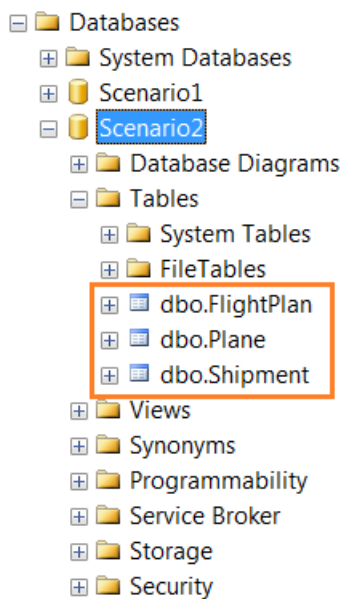 Databases
System Databases
Scenario1
Scenario2
Database Diagrams
Tables
System Tables
FileTables
dbo.FlightPlan
dbo.Plane
dbo.Shipment
Views
Synonyms
Programmability
Service Broker
Storage
Security